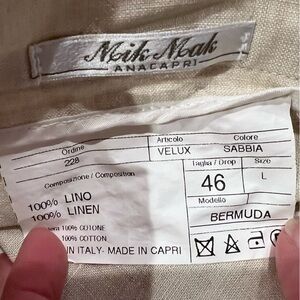 Mik Mak
ANACAPRI
Ordine Articolo Colore
228 VELUX SABBIA
Composizione / Composition Taglia / Drop Size
100% LINO 46 L
100% LINEN Modello
100% COTONE BERMUDA
100% COTTON
IN ITALY- MADE IN CAPRI